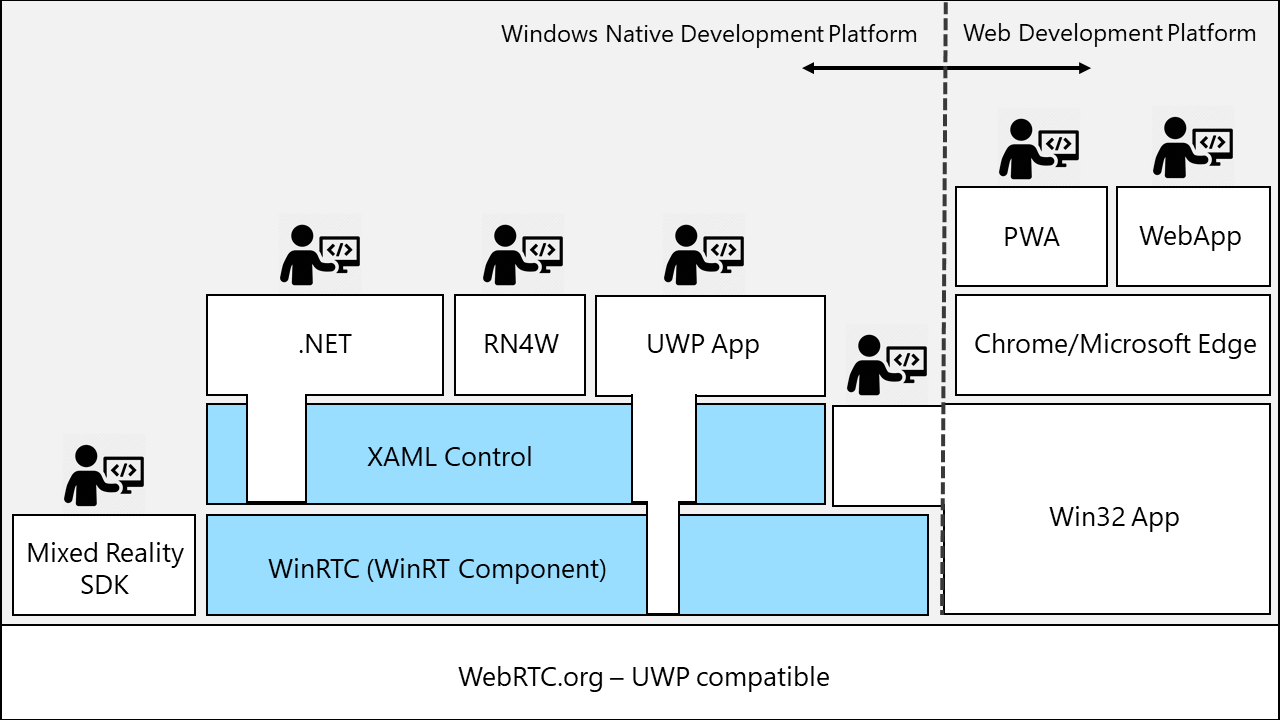 Windows Native Development Platform
Web Development Platform
</>
</>
PWA
WebApp
</>
</>
</>
.NET
RN4W
UWP App
</>
Chrome/Microsoft Edge
XAML Control
</>
Mixed Reality
SDK
WinRTC (WinRT Component)
Win32 App
WebRTC.org – UWP compatible